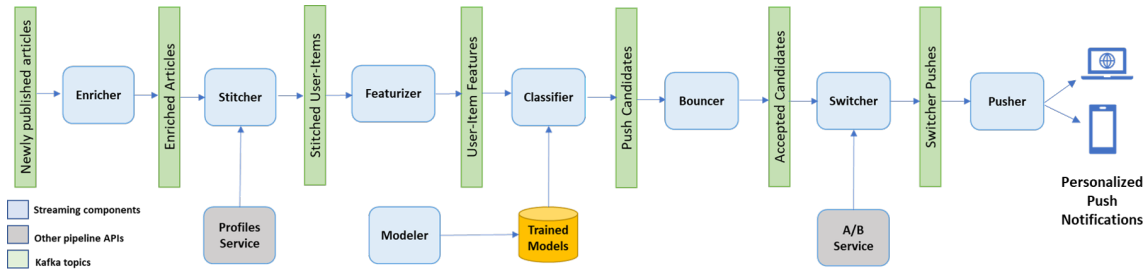 Newly published articles
Enricher
Enriched Articles
Stitcher
Stitched User-Items
Featurizer
User-Item Features
Classifier
Push Candidates
Bouncer
Accepted Candidates
Switcher
Switcher Pushes
Pusher
Personalized
Push
Notifications
Profiles
Service
Modeler
Trained
Models
A/B
Service
Streaming components
Other pipeline APIs
Kafka topics